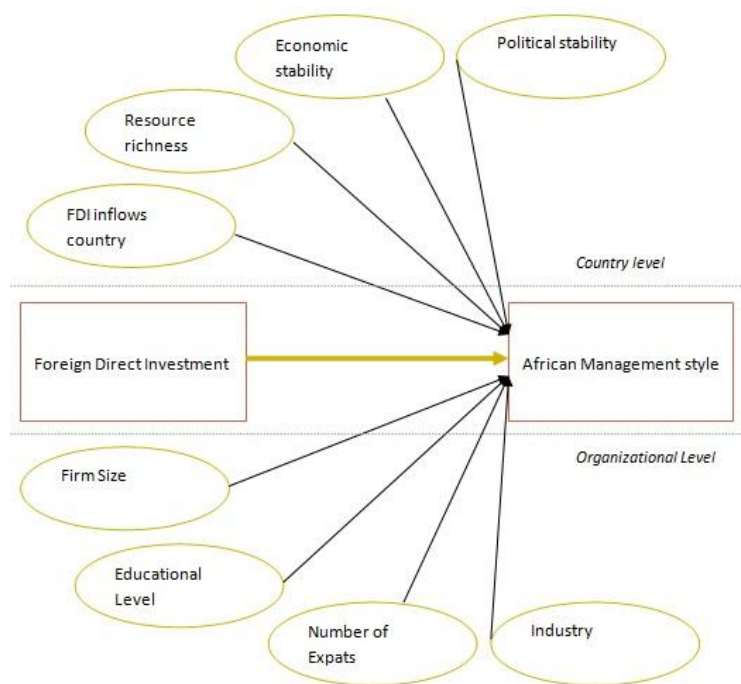 Economic
stability
Political stability
Resource
richness
FDI inflows
country
Country level
Foreign Direct Investment
African Management style
Organizational Level
Firm Size
Educational
Level
Number of
Expats
Industry